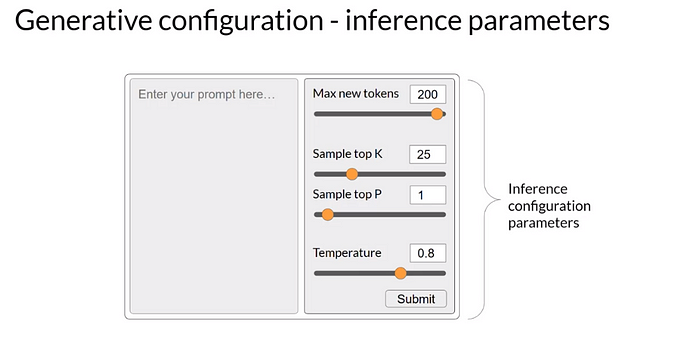 Generative configuration - inference parameters
Enter your prompt here…
Max new tokens 200
Sample top K 25
Sample top P 1
Temperature 0.8
Submit
Inference
configuration
parameters